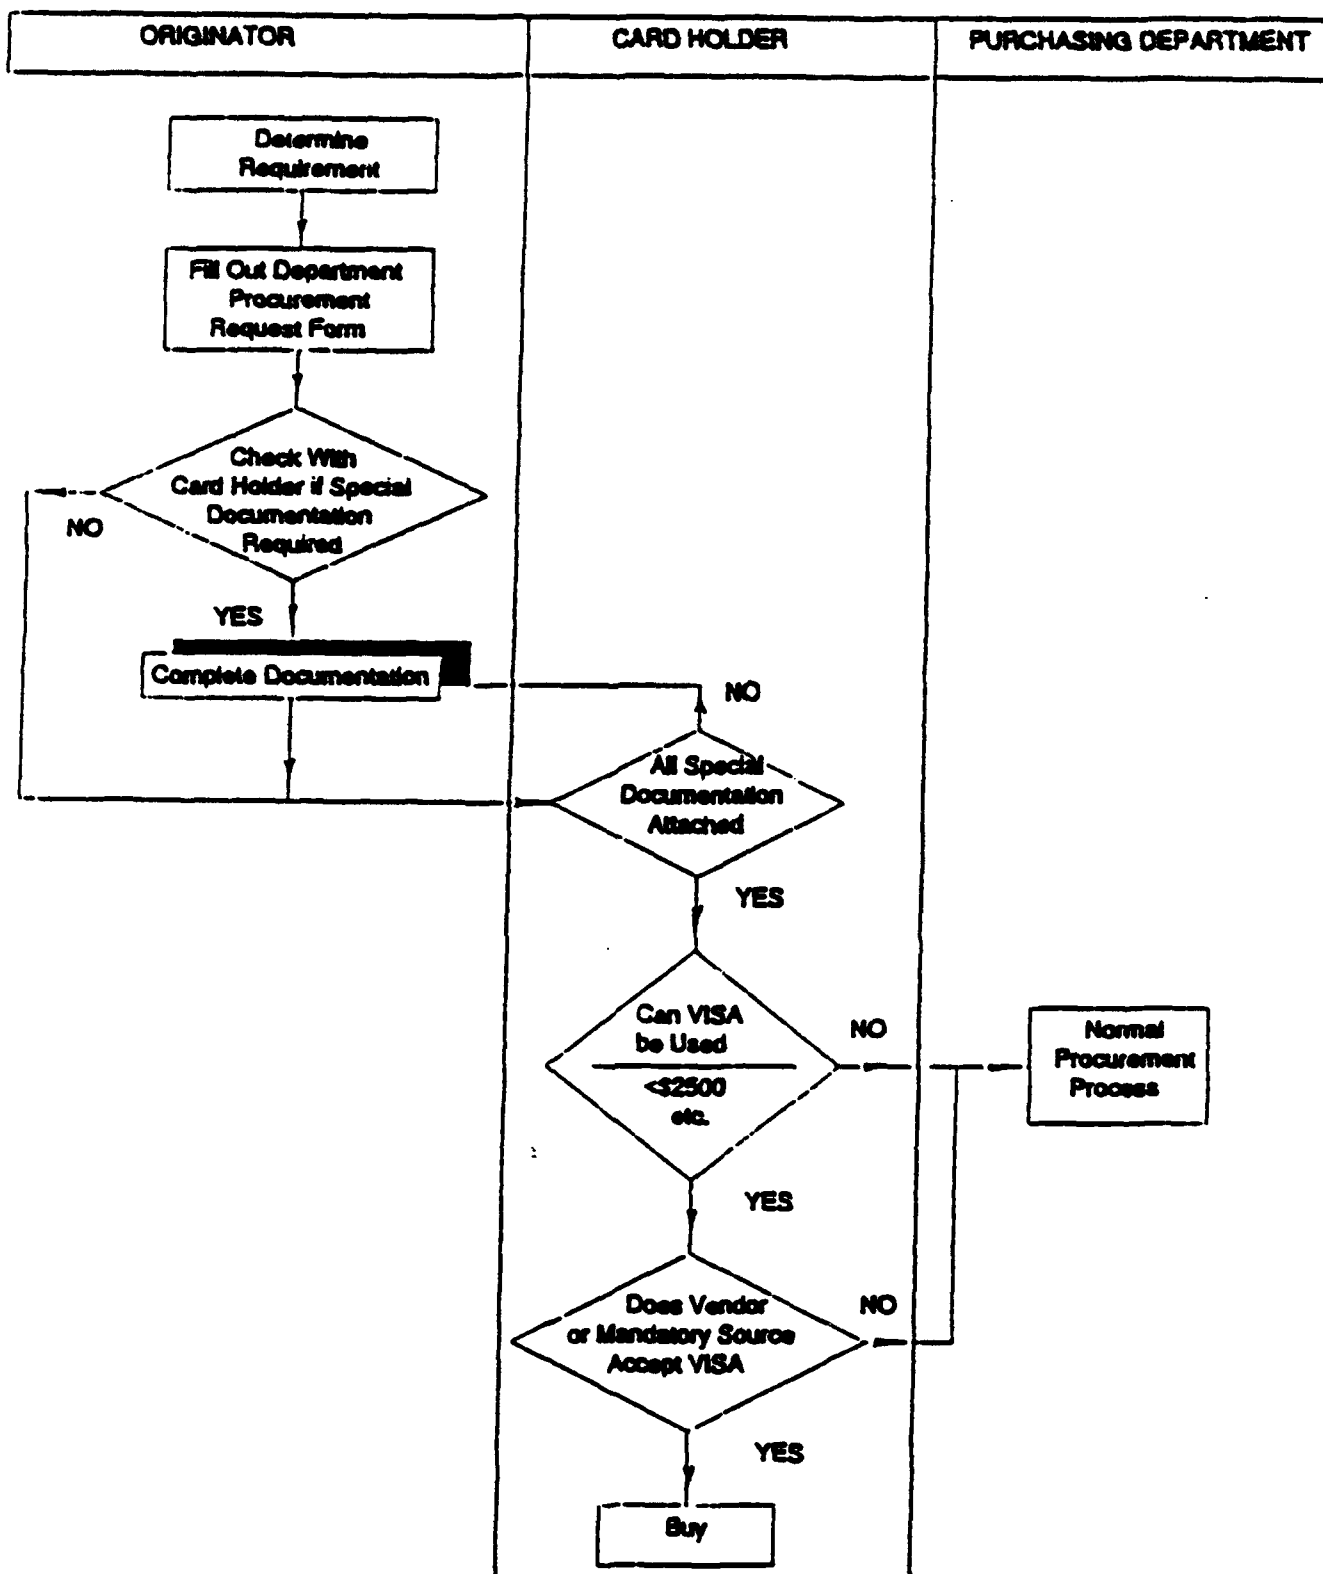 ORIGINATOR
CARD HOLDER
PURCHASING DEPARTMENT
Determine
Requirement
Fill Out Department
Procurement
Request Form
Check With
Card Holder if Special
Documentation
Required
NO
YES
Complete Documentation
NO
All Special
Documentation
Attached
YES
Can VISA
be Used
<$2500
etc.
NO
Normal
Procurement
Process
YES
Does Vendor
or Mandatory Source
Accept VISA
NO
YES
Buy